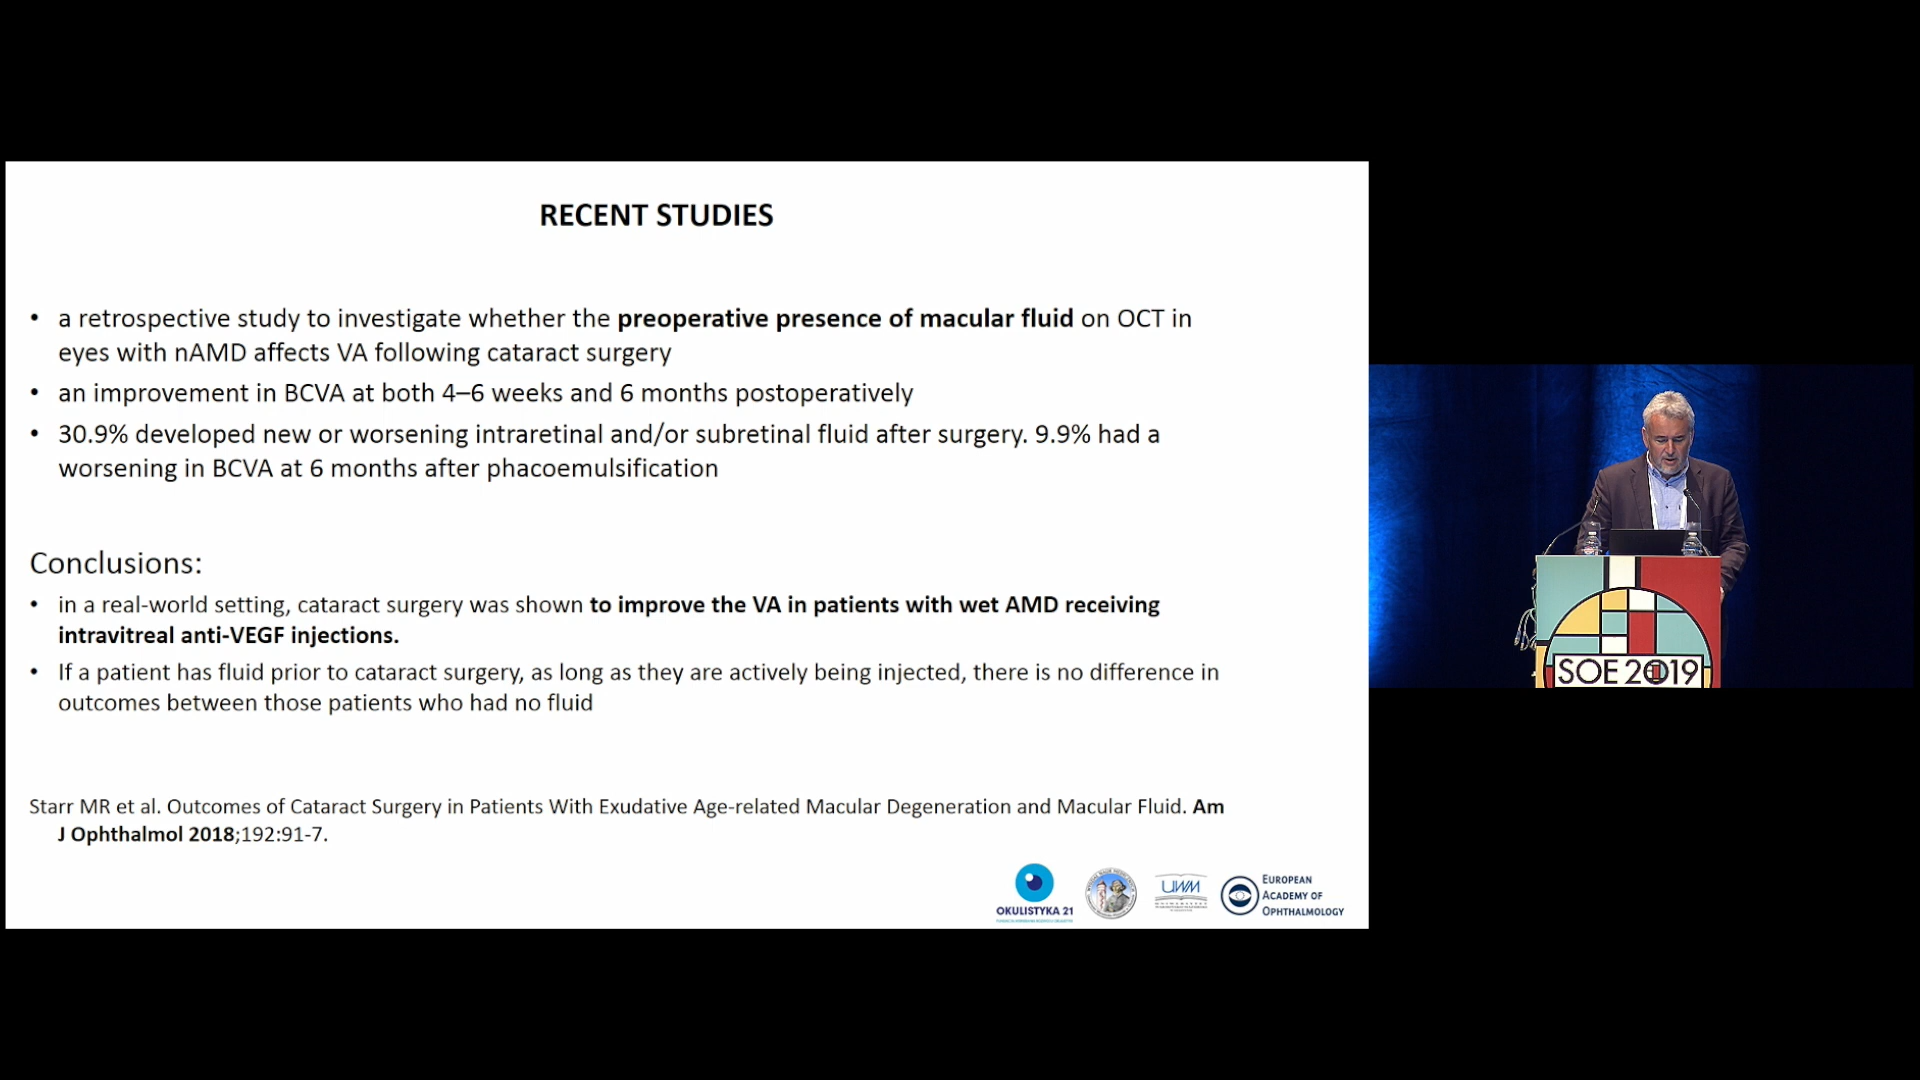 RECENT STUDIES
• a retrospective study to investigate whether the preoperative presence of macular fluid on OCT in
eyes with nAMD affects VA following cataract surgery
• an improvement in BCVA at both 4–6 weeks and 6 months postoperatively
• 30.9% developed new or worsening intraretinal and/or subretinal fluid after surgery. 9.9% had a
worsening in BCVA at 6 months after phacoemulsification
Conclusions:
• in a real-world setting, cataract surgery was shown to improve the VA in patients with wet AMD receiving
intravitreal anti-VEGF injections.
• If a patient has fluid prior to cataract surgery, as long as they are actively being injected, there is no difference in
outcomes between those patients who had no fluid
Starr MR et al. Outcomes of Cataract Surgery in Patients With Exudative Age-related Macular Degeneration and Macular Fluid. Am
J Ophthalmol 2018;192:91-7.
OKULISTYKA 21
UWM
EUROPEAN
ACADEMY OF
OPHTHALMOLOGY
SOE 2019